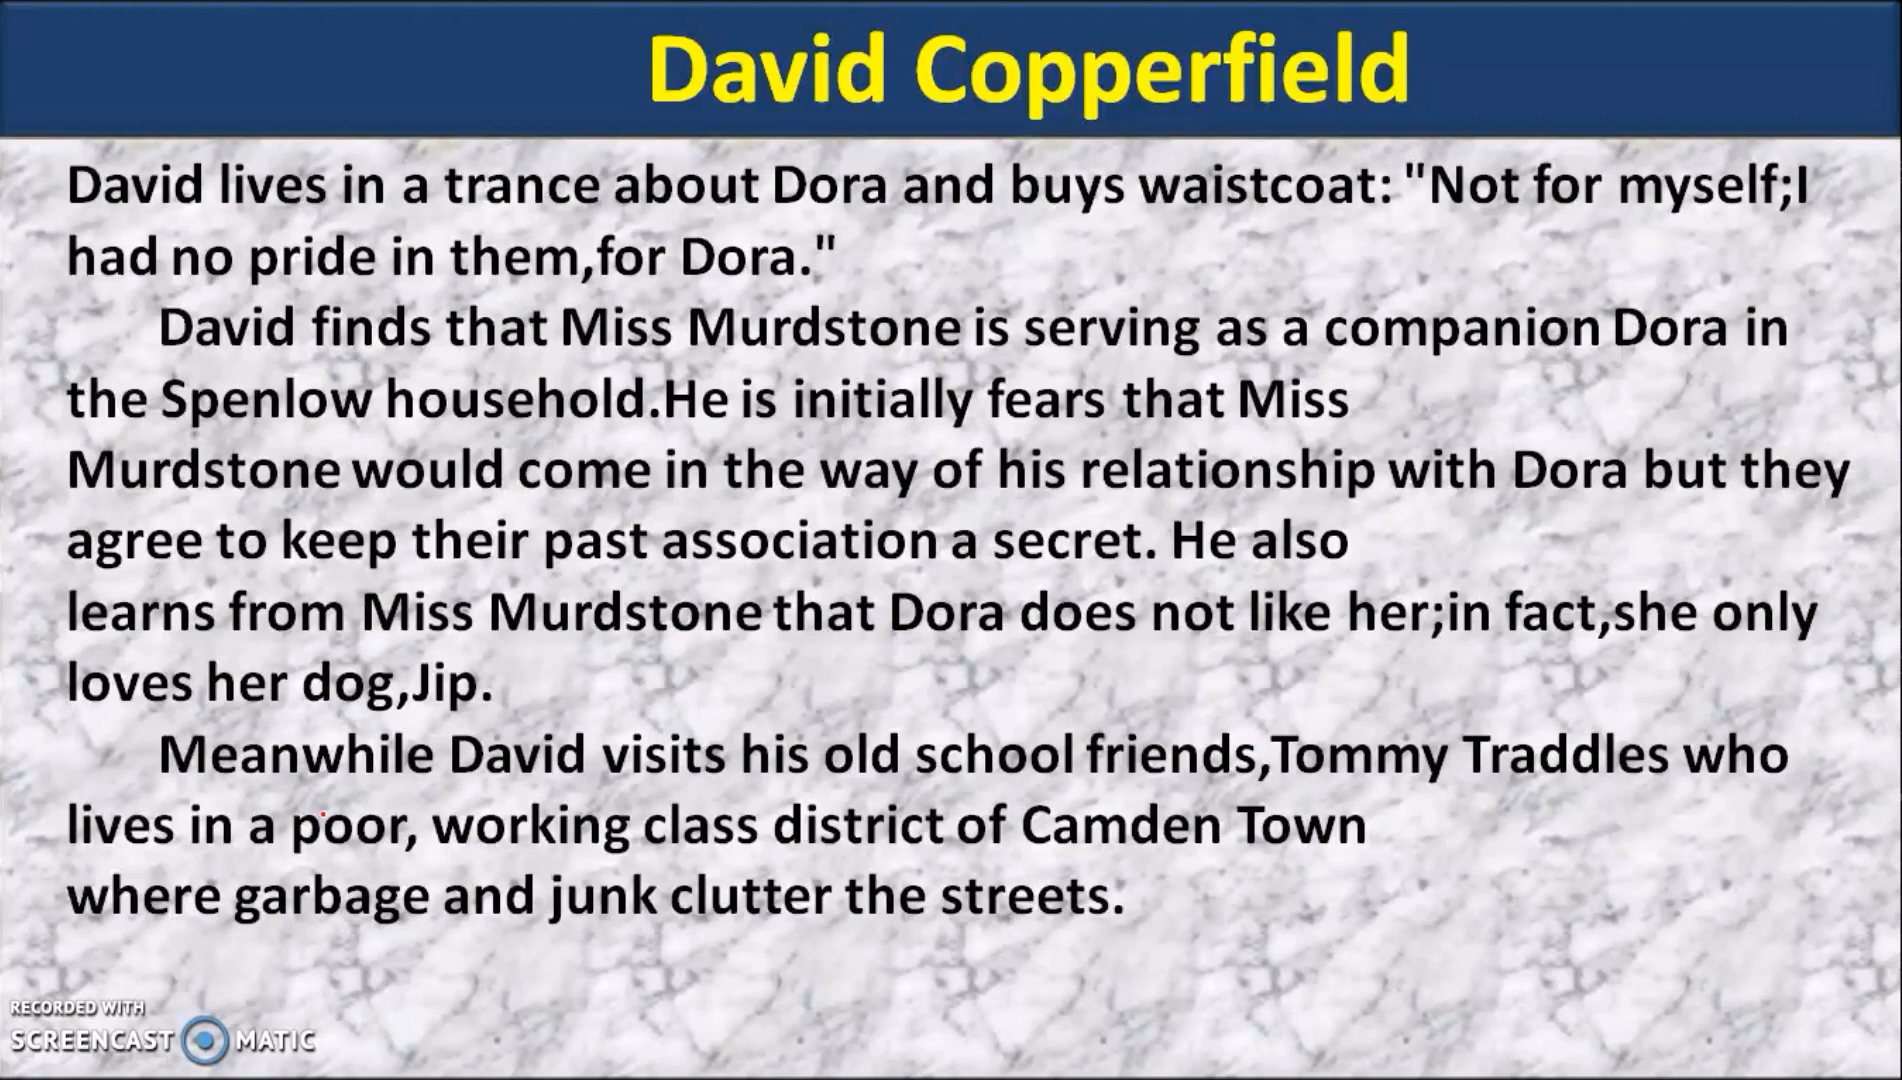 David Copperfield
David lives in a trance about Dora and buys waistcoat: "Not for myself;I
had no pride in them,for Dora."
David finds that Miss Murdstone is serving as a companion Dora in
the Spenlow household.He is initially fears that Miss
Murdstone would come in the way of his relationship with Dora but they
agree to keep their past association a secret. He also
learns from Miss Murdstone that Dora does not like her;in fact,she only
loves her dog,Jip.
Meanwhile David visits his old school friends,Tommy Traddles who
lives in a poor, working class district of Camden Town
where garbage and junk clutter the streets.
RECORDED WITH
SCREENCAST MATIC